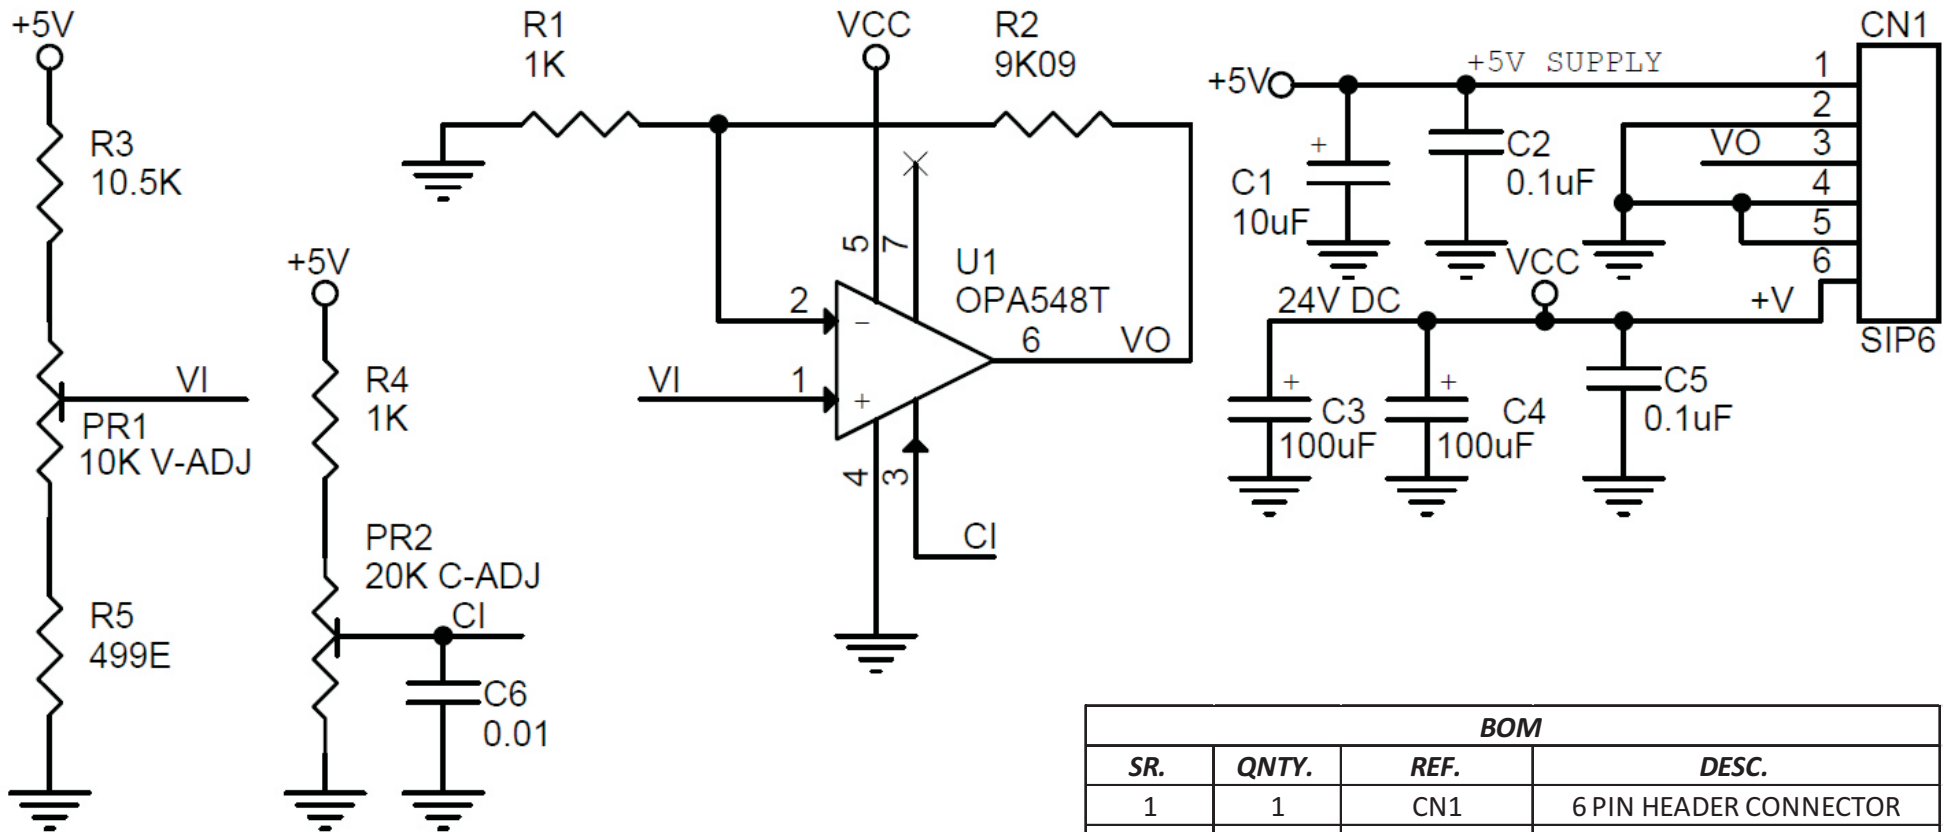 +5V
R3
10.5K
VI
PR1
10K V-ADJ
R5
499E
+5V
R4
1K
PR2
20K C-ADJ
CI
C6
0.01
R1
1K
VCC
R2
9K09
5
7
U1
OPA548T
2
-
6
VO
VI
1
+
4
3
CI
CN1
+5V
+5V SUPPLY
1
2
VO
3
4
5
6
SIP6
+
C1
10uF
C2
0.1uF
VCC
24V DC
+V
+
C3
100uF
+
C4
100uF
C5
0.1uF
BOM
SR. QNTY. REF. DESC.
1 1 CN1 6 PIN HEADER CONNECTOR